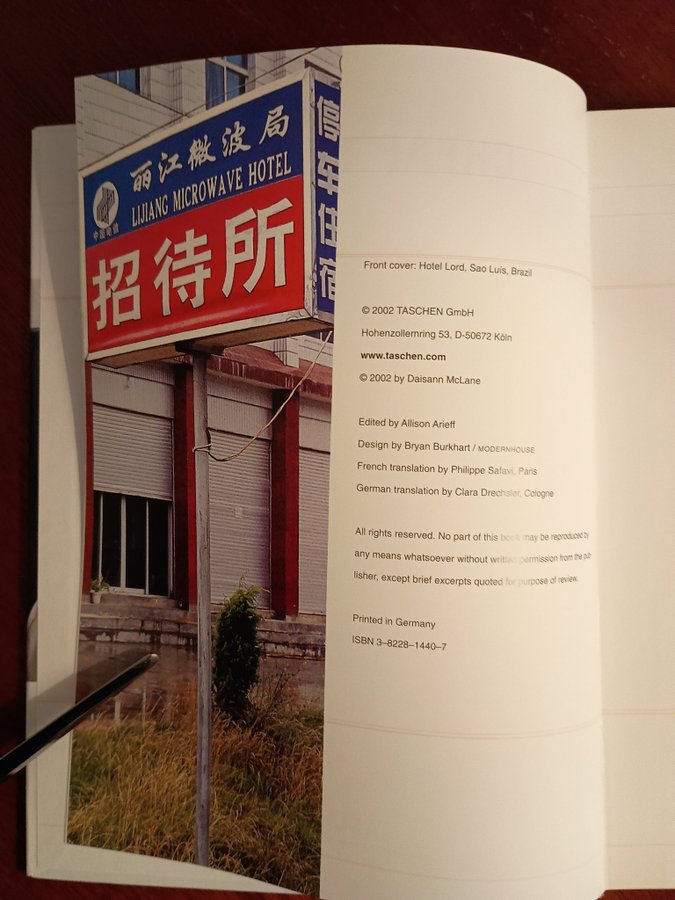 丽江微波局
LIJIANG MICROWAVE HOTEL
中国电信
招待所
停车住宿
Front cover: Hotel Lord, Sao Luis, Brazil
© 2002 TASCHEN GmbH
Hohenzollernring 53, D-50672 Köln
www.taschen.com
© 2002 by Daisann McLane
Edited by Allison Arieff
Design by Bryan Burkhart / MODERNHOUSE
French translation by Philippe Safavi, Paris
German translation by Clara Drechsler, Cologne
All rights reserved. No part of this book may be reproduced by
any means whatsoever without written permission from the pub-
lisher, except brief excerpts quoted for purpose of review.
Printed in Germany
ISBN 3–8228–1440–7